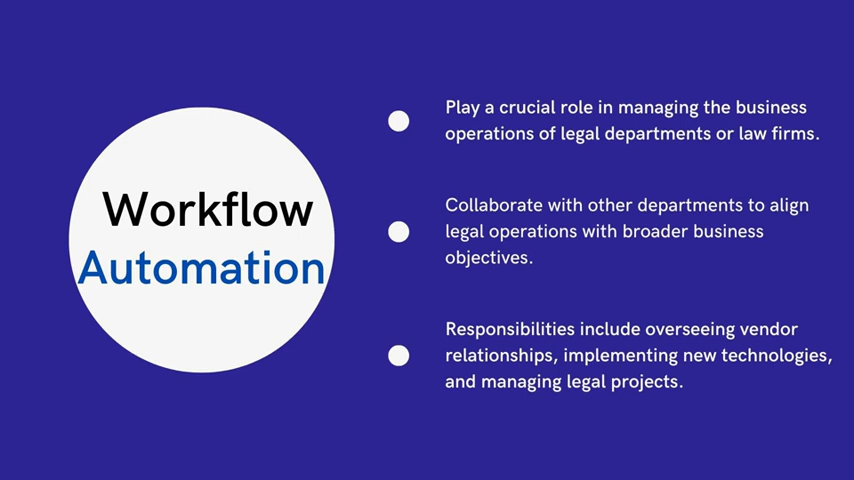 Workflow
Automation
Play a crucial role in managing the business
operations of legal departments or law firms.
Collaborate with other departments to align
legal operations with broader business
objectives.
Responsibilities include overseeing vendor
relationships, implementing new technologies,
and managing legal projects.